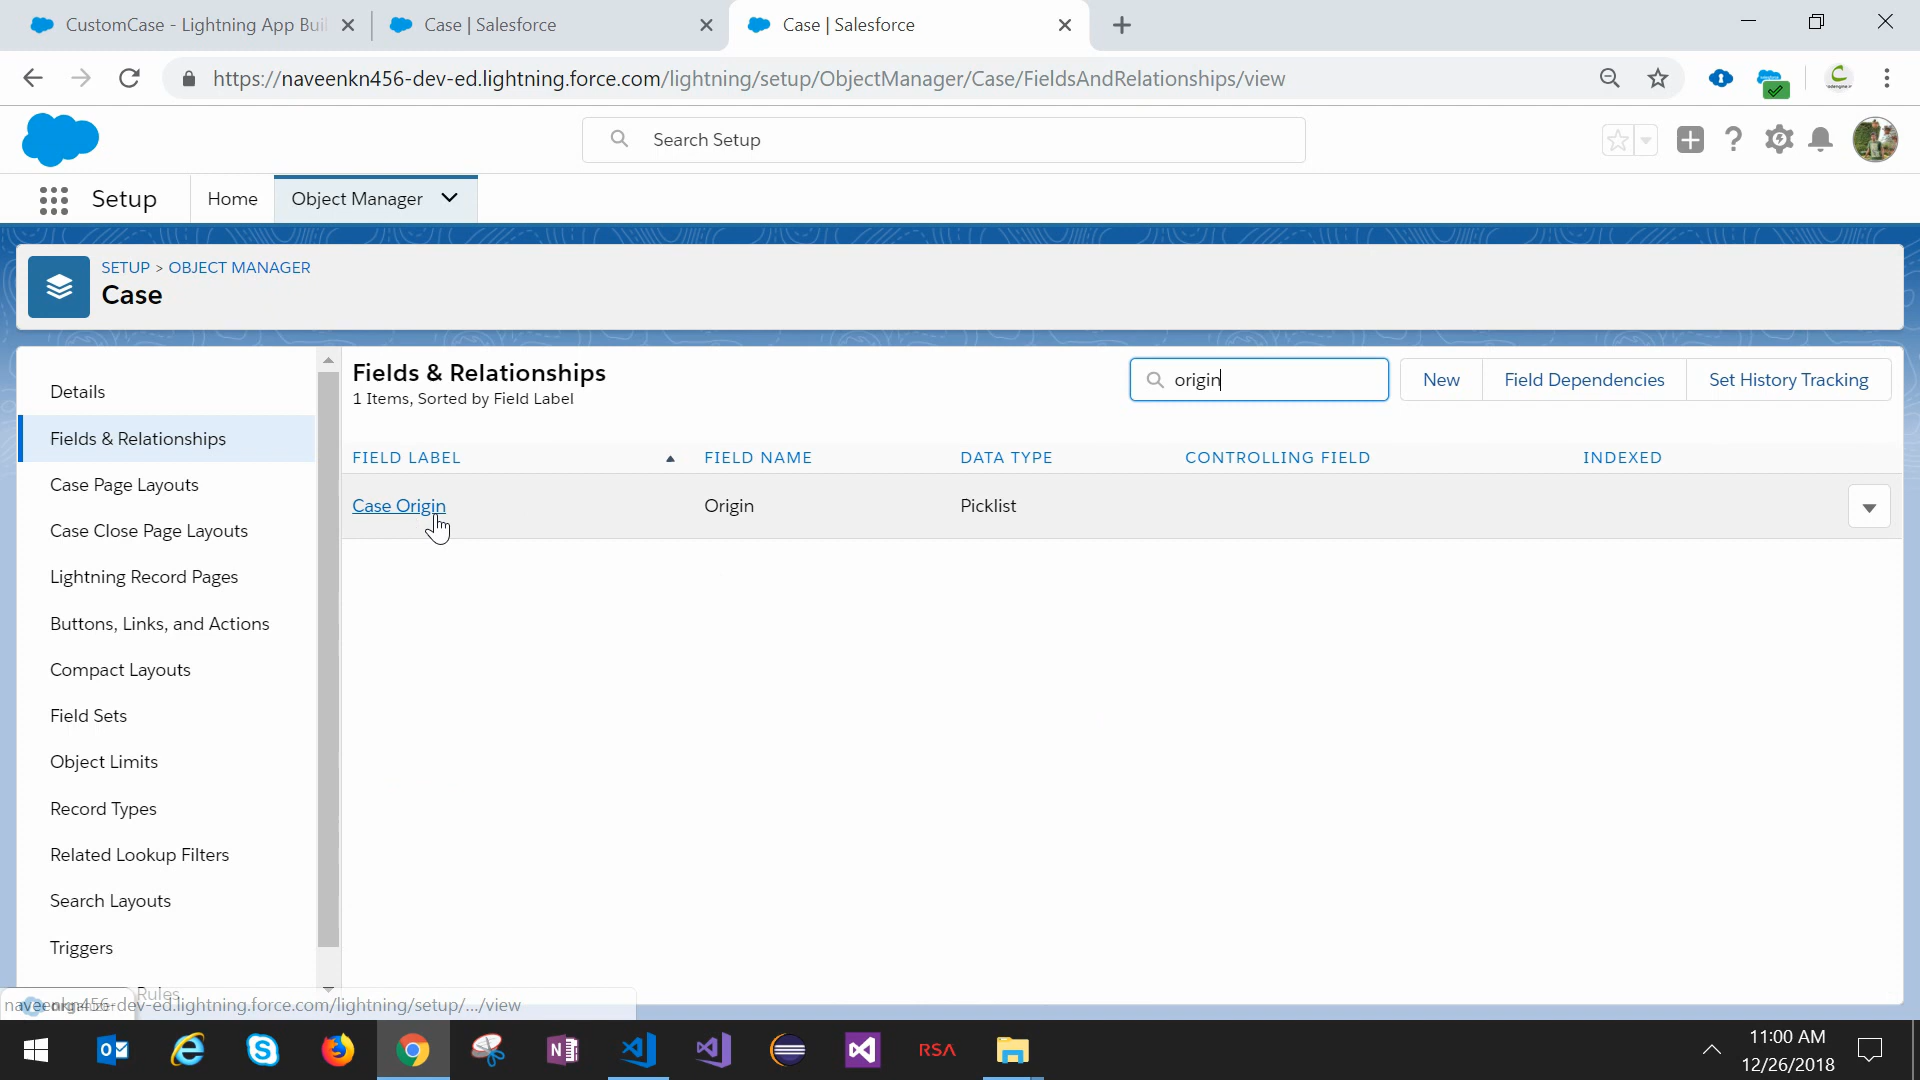 CustomCase - Lightning App Buil
Case | Salesforce
Case | Salesforce
https://naveenkn456-dev-ed.lightning.force.com/lightning/setup/ObjectManager/Case/FieldsAndRelationships/view
Search Setup
Setup
Home
Object Manager
SETUP > OBJECT MANAGER
Case
Details
Fields & Relationships
Case Page Layouts
Case Close Page Layouts
Lightning Record Pages
Buttons, Links, and Actions
Compact Layouts
Field Sets
Object Limits
Record Types
Related Lookup Filters
Search Layouts
Triggers
Rules
Fields & Relationships
1 Items, Sorted by Field Label
origin
New
Field Dependencies
Set History Tracking
FIELD LABEL FIELD NAME DATA TYPE CONTROLLING FIELD INDEXED
Case Origin Origin Picklist
naveenkn456-dev-ed.lightning.force.com/lightning/setup/.../view
RSA
11:00 AM
12/26/2018